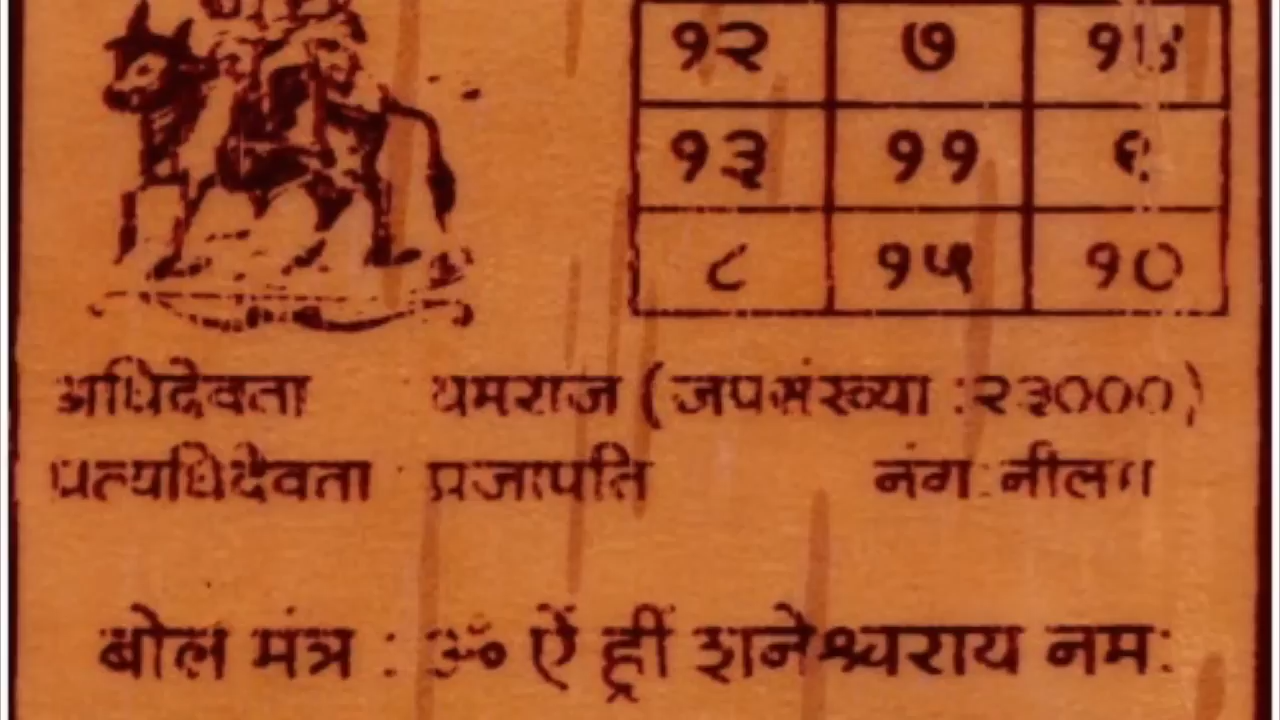 १२ ७ १४
१३ ११ ९
८ १५ १०
अधिदेवता यमराज (जपसंख्या :२३०००)
प्रत्यधिदेवता : प्रजापति नंग : नील॥
बोल मंत्र : ॐ ऐं ह्रीं शनेश्चराय नमः